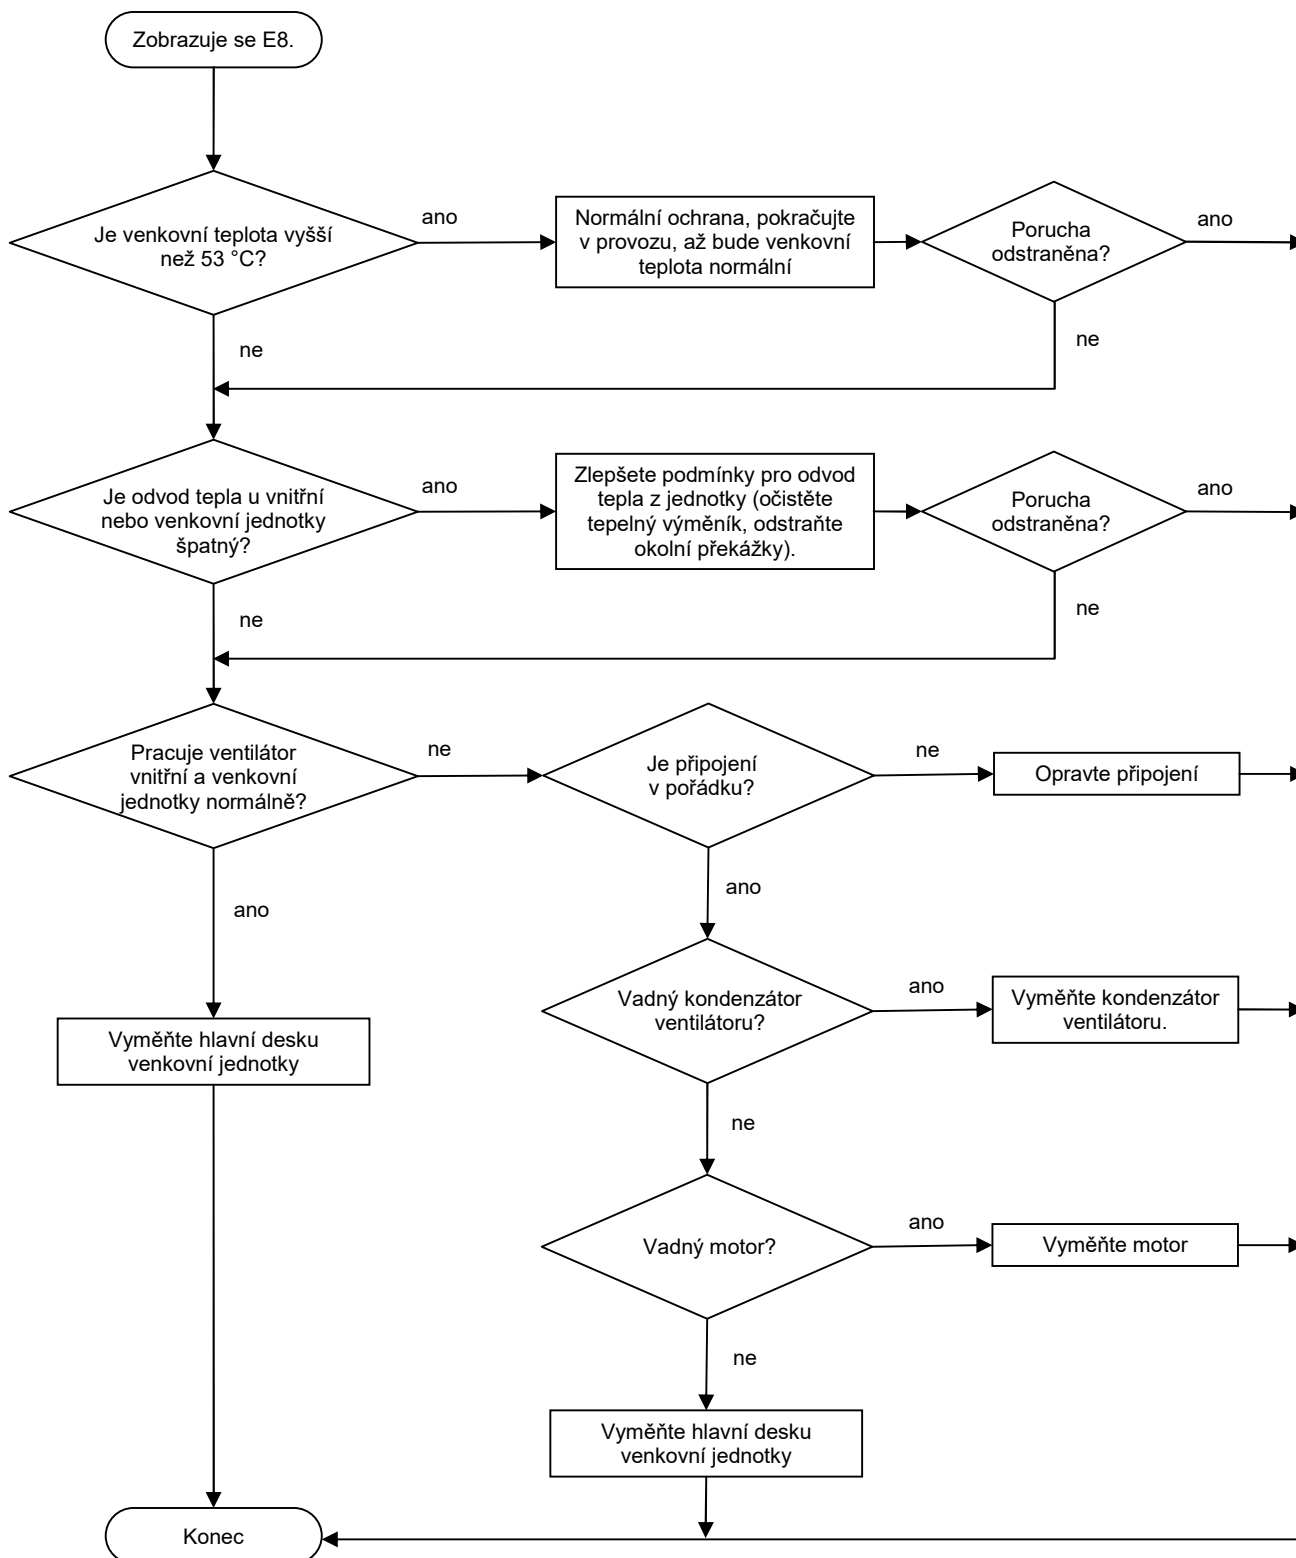 Zobrazuje se E8.
Je venkovní teplota vyšší
než 53 °C?
ano
Normální ochrana, pokračujte
v provozu, až bude venkovní
teplota normální
Porucha
odstraněna?
ano
ne
ne
Je odvod tepla u vnitřní
nebo venkovní jednotky
špatný?
ano
Zlepšete podmínky pro odvod
tepla z jednotky (očistěte
tepelný výměník, odstraňte
okolní překážky).
Porucha
odstraněna?
ano
ne
ne
Pracuje ventilátor
vnitřní a venkovní
jednotky normálně?
ne
Je připojení
v pořádku?
ne
Opravte připojení
ano
ano
Vadný kondenzátor
ventilátoru?
ano
Vyměňte kondenzátor
ventilátoru.
Vyměňte hlavní desku
venkovní jednotky
ne
Vadný motor?
ano
Vyměňte motor
ne
Vyměňte hlavní desku
venkovní jednotky
Konec